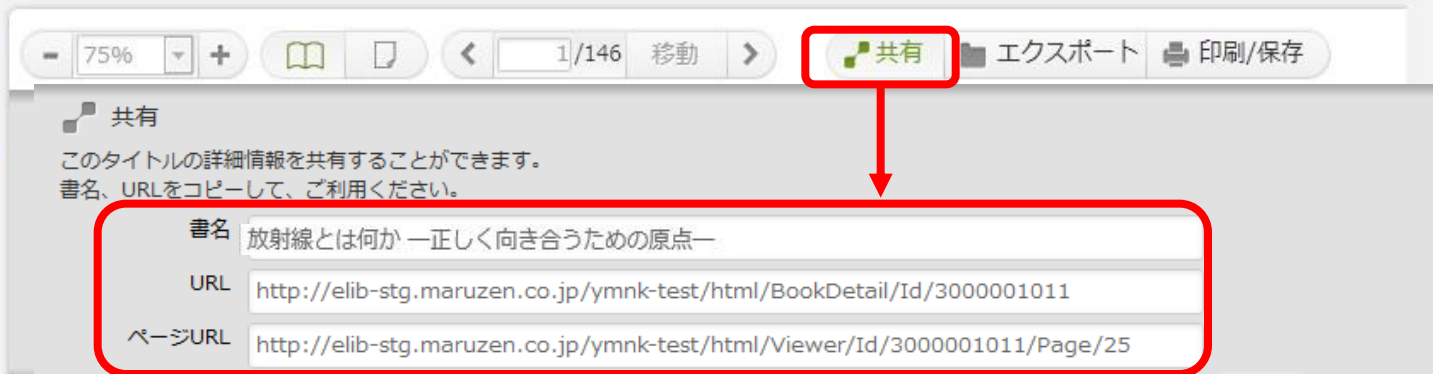 - 75% + 1/146 移動 共有 エクスポート 印刷/保存
共有
このタイトルの詳細情報を共有することができます。
書名、URLをコピーして、ご利用ください。
書名 放射線とは何か ―正しく向き合うための原点―
URL http://elib-stg.maruzen.co.jp/ymnk-test/html/BookDetail/Id/3000001011
ページURL http://elib-stg.maruzen.co.jp/ymnk-test/html/Viewer/Id/3000001011/Page/25